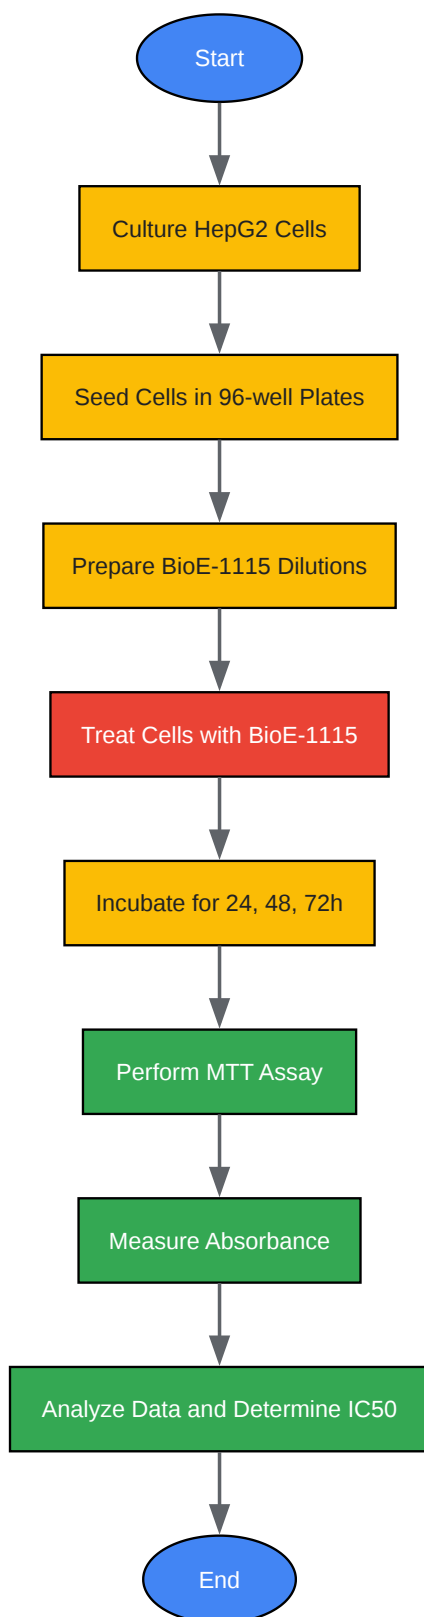 Start
Culture HepG2 Cells
Seed Cells in 96-well Plates
Prepare BioE-1115 Dilutions
Treat Cells with BioE-1115
Incubate for 24, 48, 72h
Perform MTT Assay
Measure Absorbance
Analyze Data and Determine IC50
End